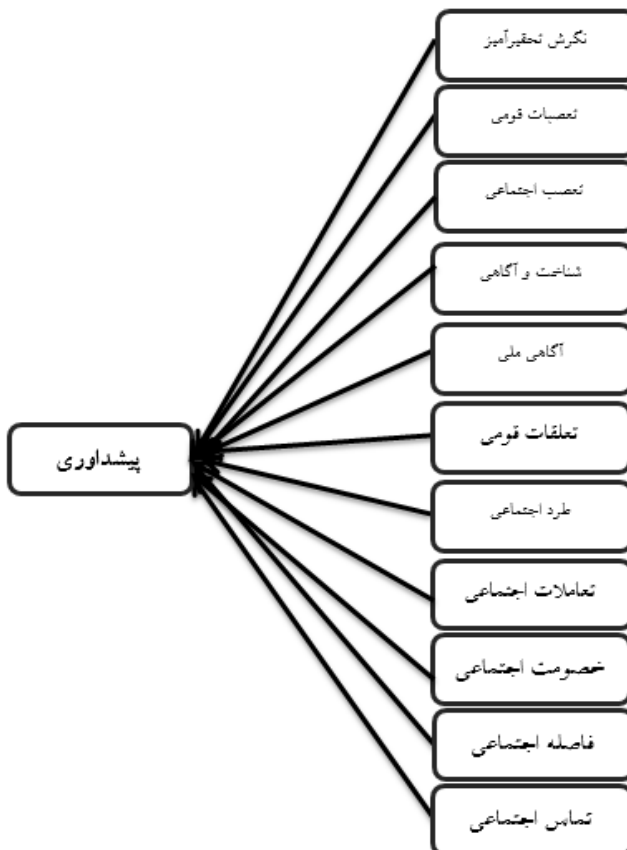 نگرش تحقیرآمیز
تعصبات قومی
تعصب اجتماعی
شناخت و آگاهی
آگاهی ملی
تعلقات قومی
پیشداوری
طرد اجتماعی
تعاملات اجتماعی
خصومت اجتماعی
فاصله اجتماعی
تماس اجتماعی